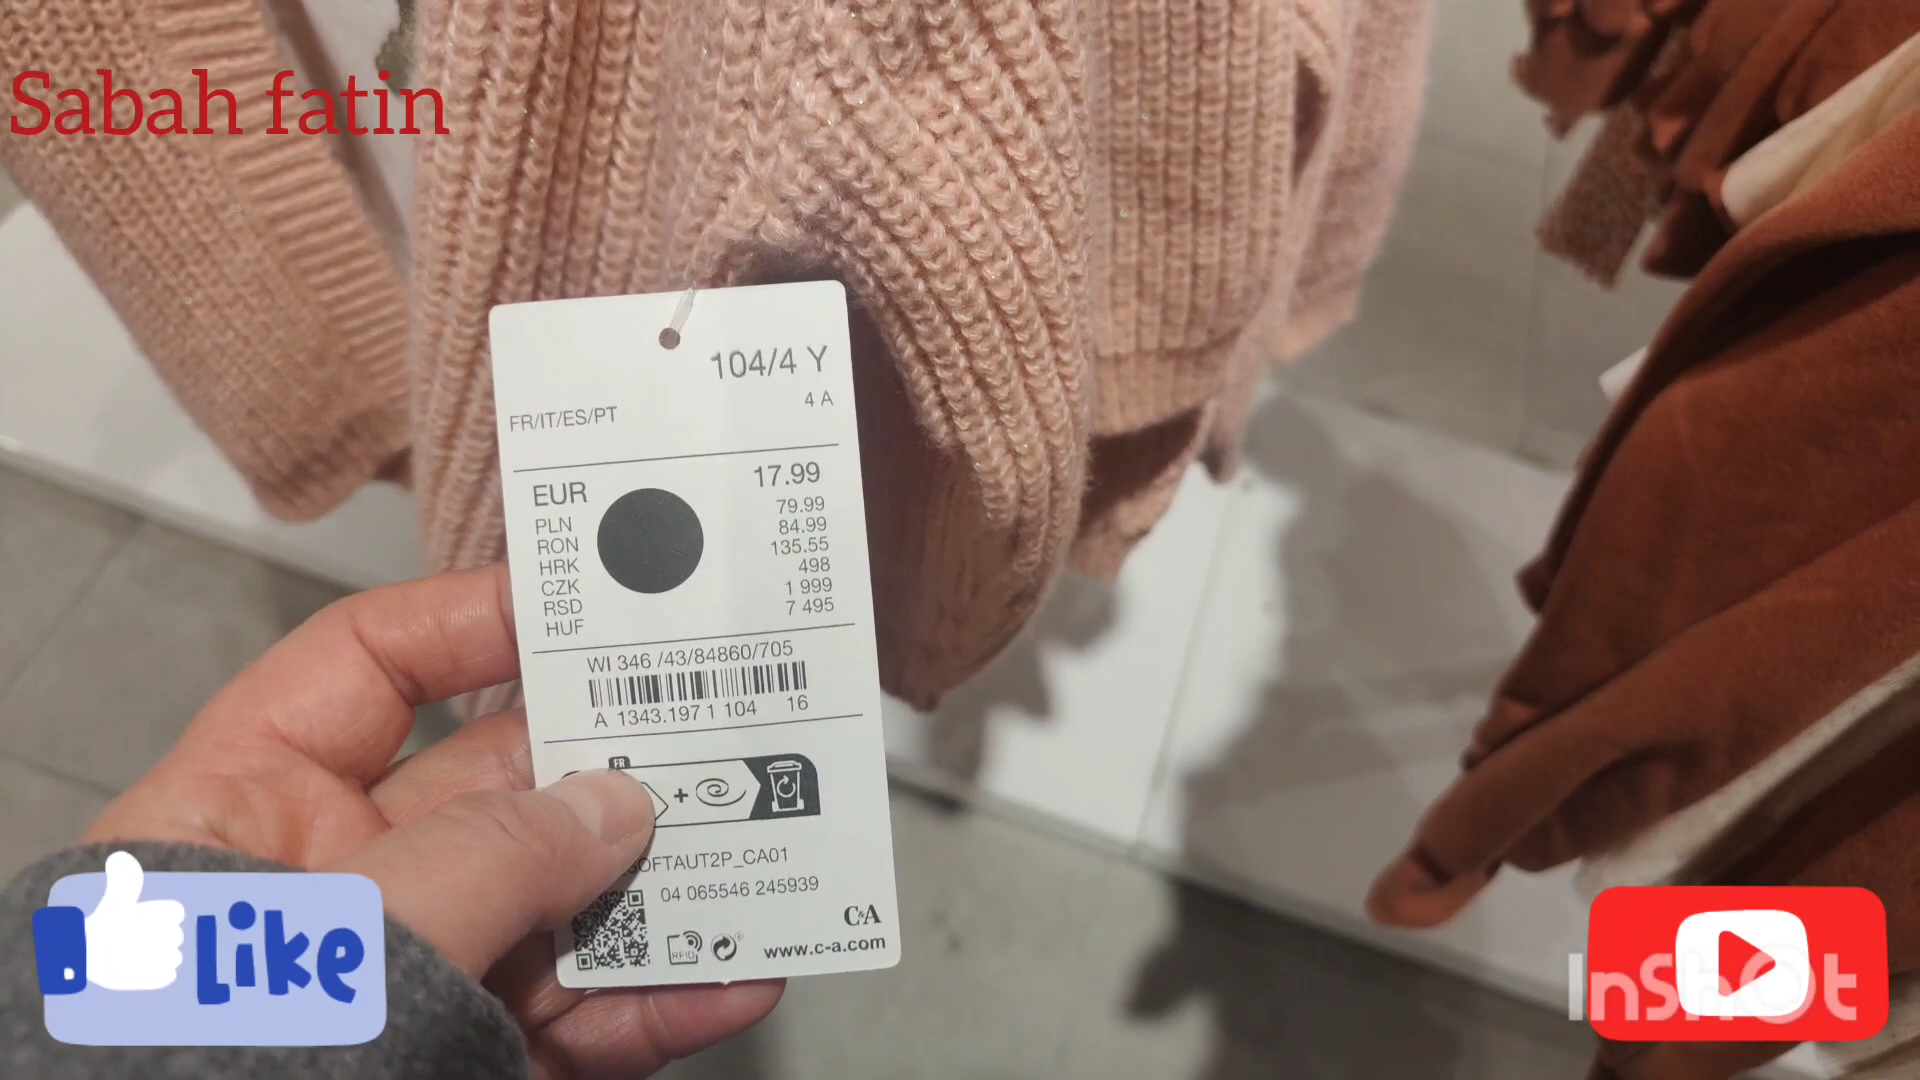 Sabah fatin
104/4 Y
FR/IT/ES/PT 4 A
EUR 17.99
PLN 79.99
RON 84.99
HRK 135.55
CZK 498
RSD 1 999
HUF 7 495
WI 346 /43/84860/705
A 1343.197 1 104 16
FR
+
SOFTAUT2P_CA01
04 065546 245939
C&A
RFID
www.c-a.com
Like
InShOt